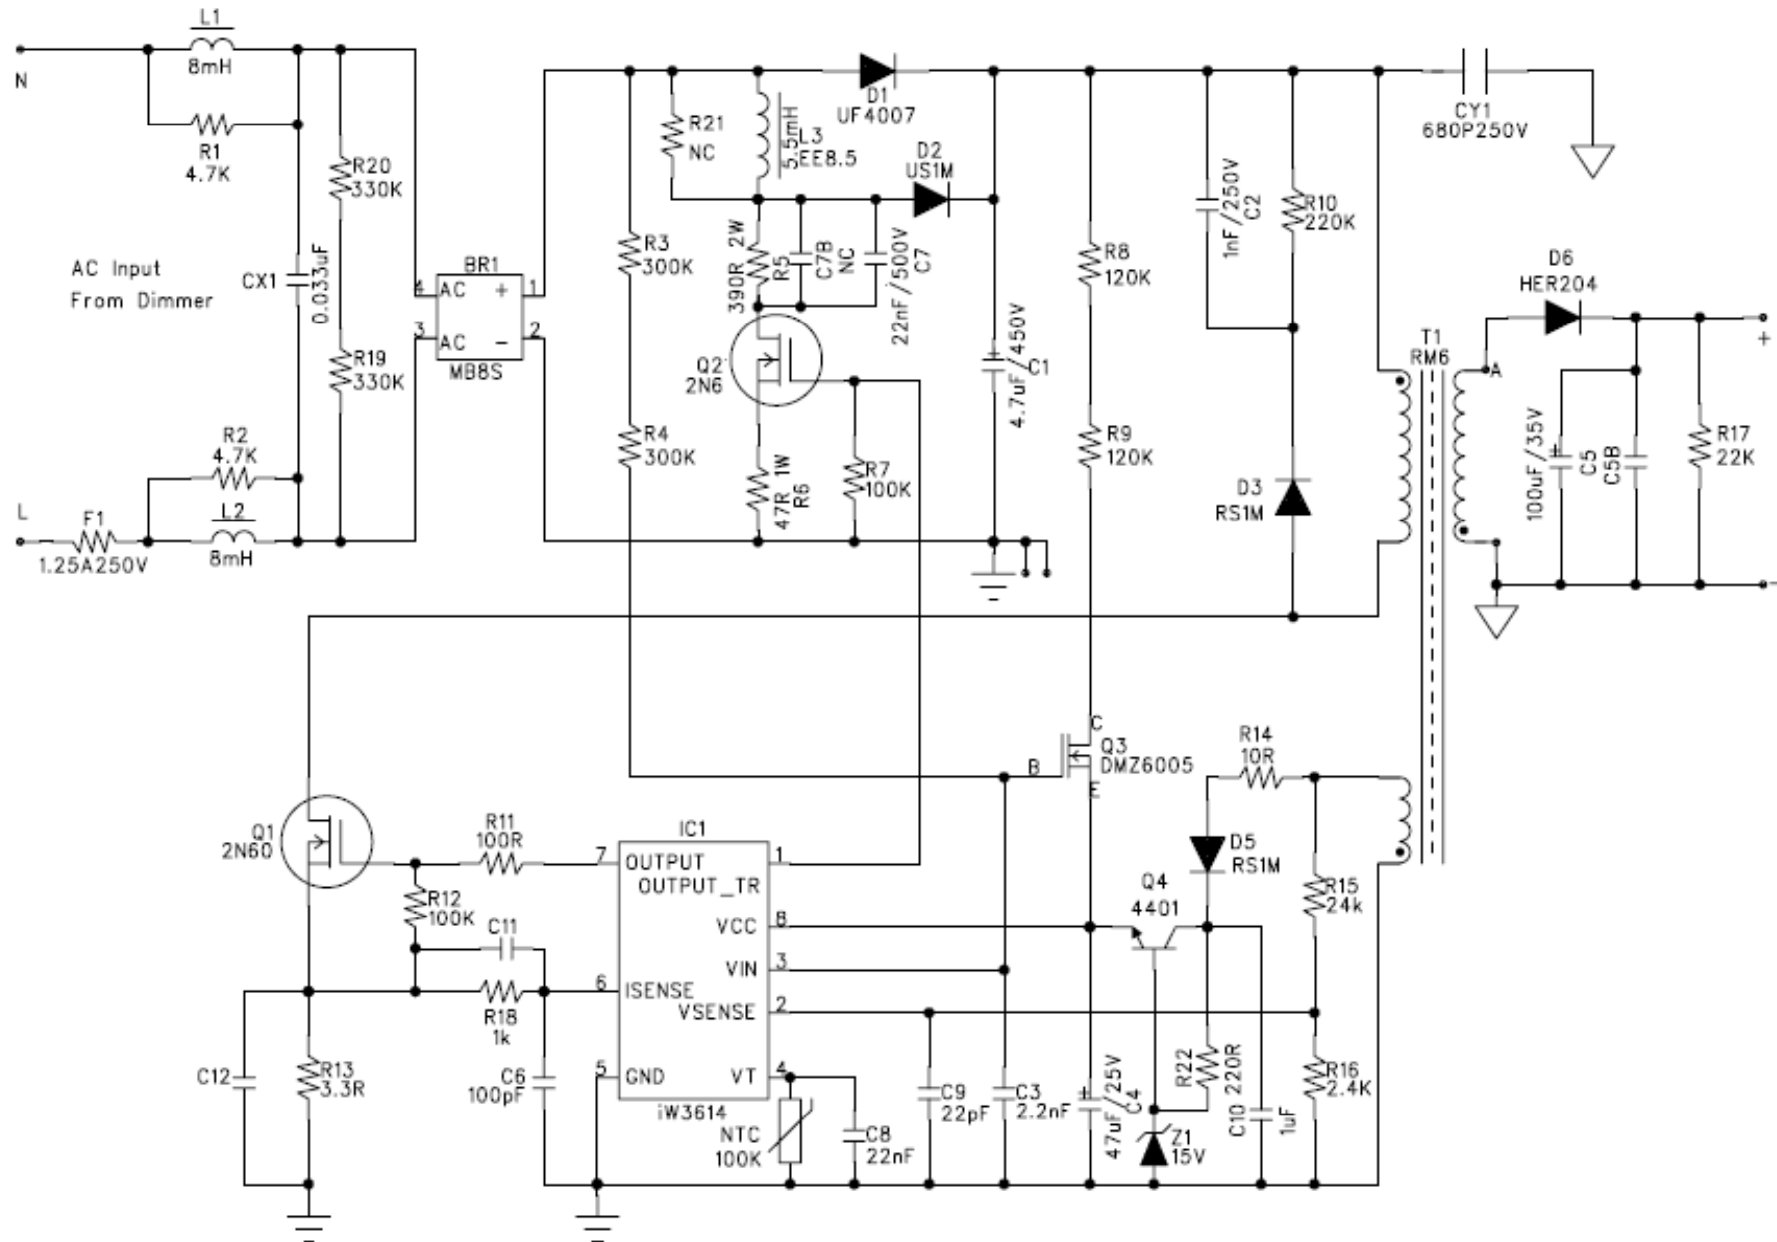 L1
8mH
N
R1
4.7K
R20
330K
AC Input
From Dimmer
CX1
0.033uF
R19
330K
R2
4.7K
L
F1
1.25A250V
L2
8mH
BR1
4 AC + 1
3 AC - 2
MB8S
R21
NC
5.5mH
L3
EE8.5
D1
UF4007
D2
US1M
R3
300K
390R 2W
R5
C7B
NC
22nF/500V
C7
Q2
2N6
R4
300K
47R 1W
R6
R7
100K
4.7uF/450V
C1
R8
120K
R9
120K
1nF/250V
C2
R10
220K
D3
RS1M
CY1
680P250V
T1
RM6
A
D6
HER204
+
100uF/35V
C5
C5B
R17
22K
-
Q1
2N60
R11
100R
R12
100K
C11
R18
1k
C12
R13
3.3R
C6
100pF
IC1
7 OUTPUT 1
OUTPUT_TR
VCC 8
VIN 3
6 ISENSE
VSENSE 2
5 GND VT 4
iW3614
NTC
100K
C8
22nF
C9
22pF
C3
2.2nF
47uF/25V
C4
C
Q3
DMZ6005
B
E
R14
10R
D5
RS1M
Q4
4401
R15
24k
R22
220R
R16
2.4K
Z1
15V
C10
1uF